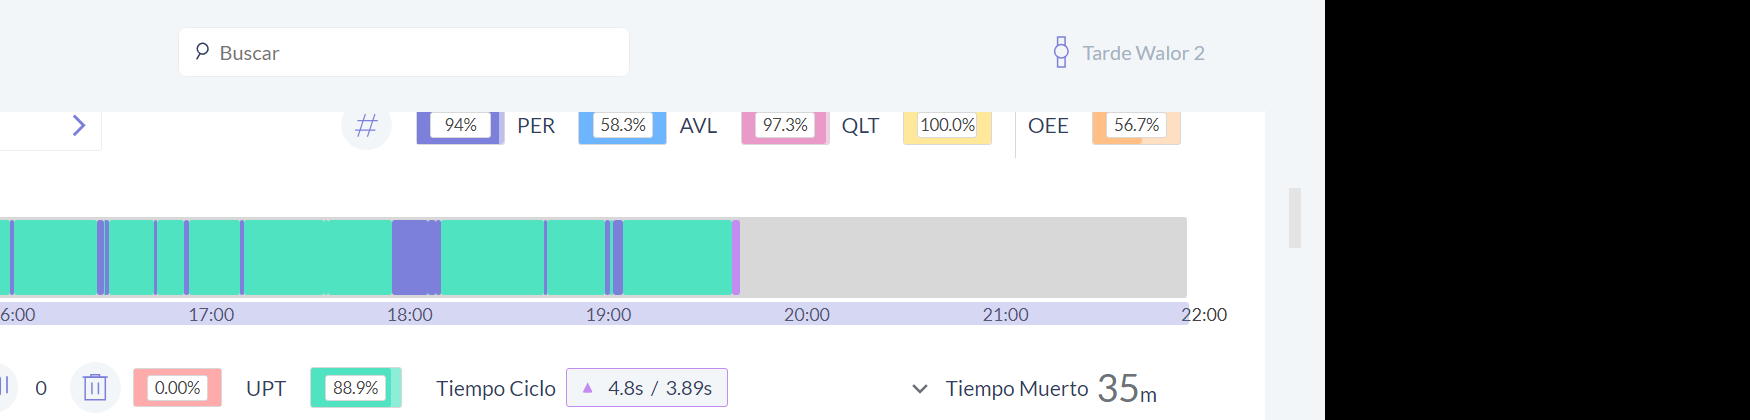 Buscar
Tarde Walor 2
# 94% PER 58.3% AVL 97.3% QLT 100.0% OEE 56.7%
6:00 17:00 18:00 19:00 20:00 21:00 22:00
0 0.00% UPT 88.9% Tiempo Ciclo ▲ 4.8s / 3.89s Tiempo Muerto 35m